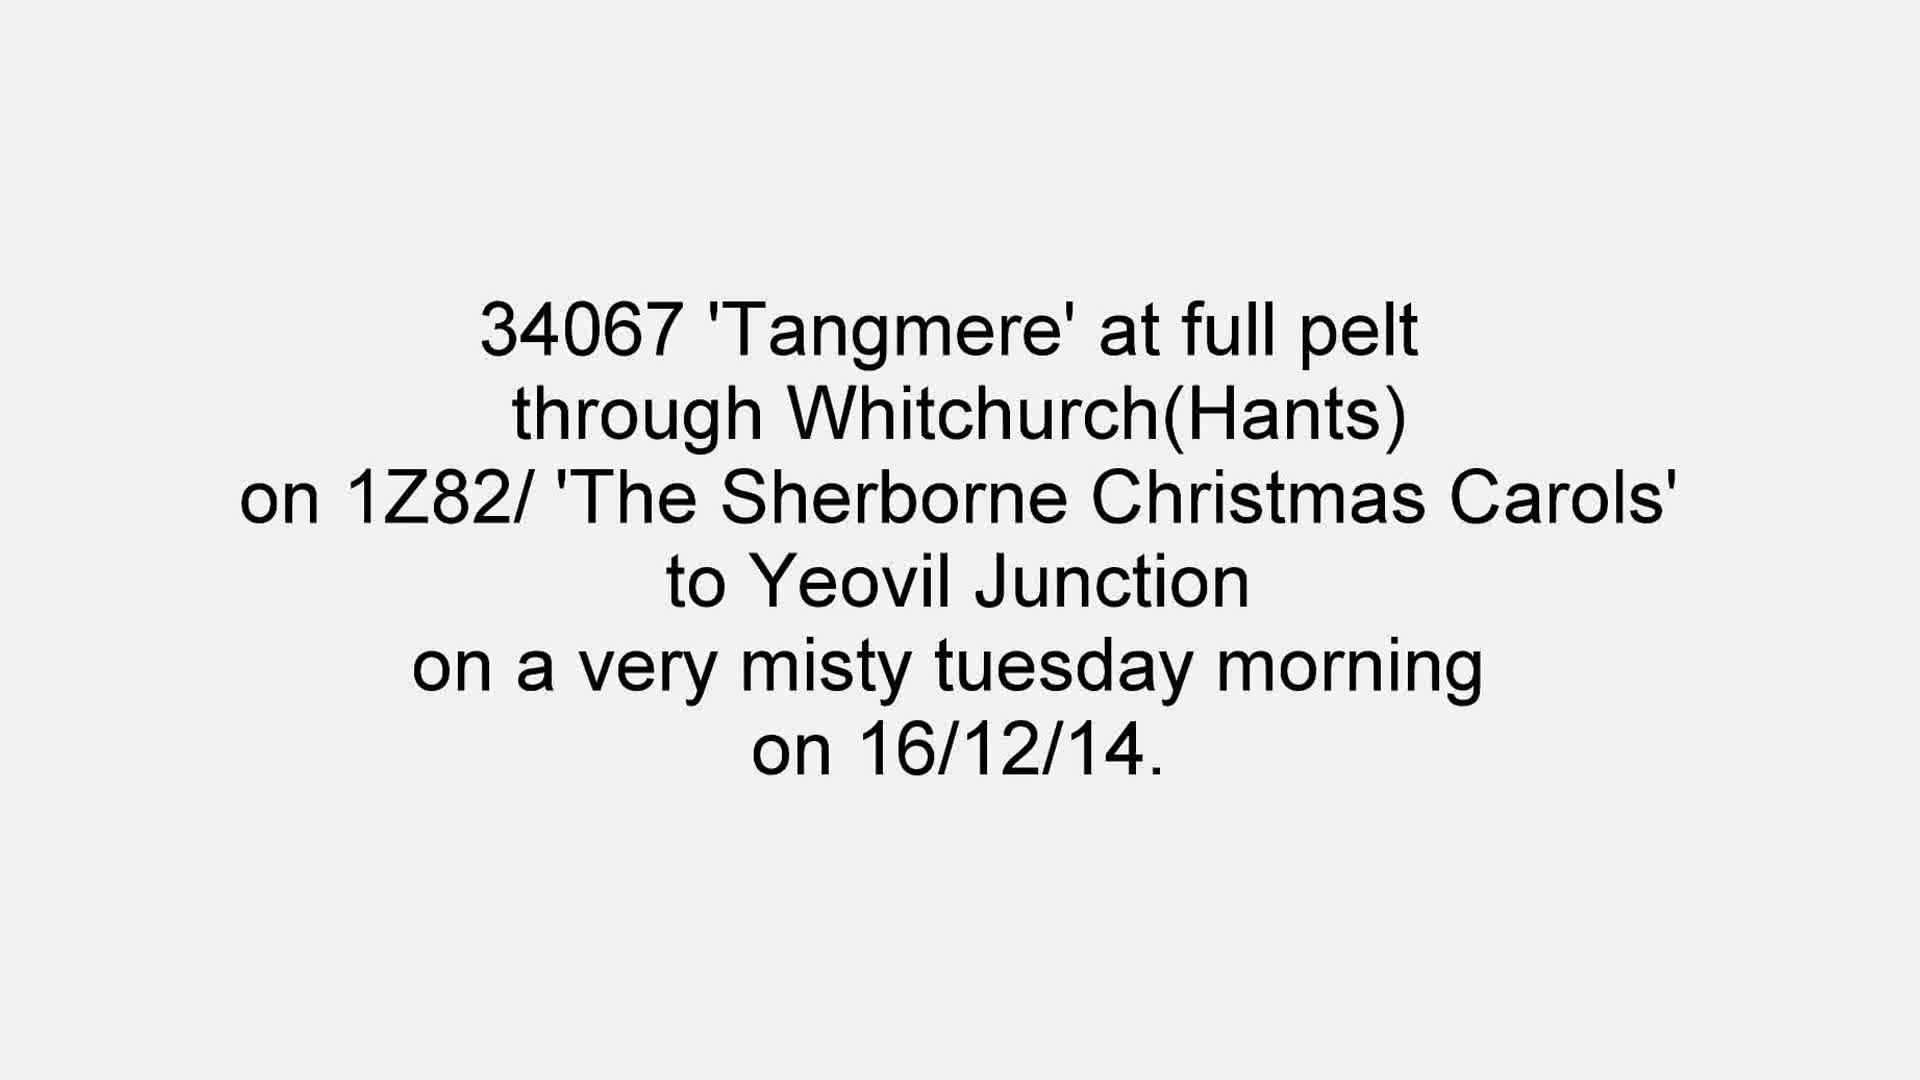 34067 'Tangmere' at full pelt
through Whitchurch(Hants)
on 1Z82/ 'The Sherborne Christmas Carols'
to Yeovil Junction
on a very misty tuesday morning
on 16/12/14.